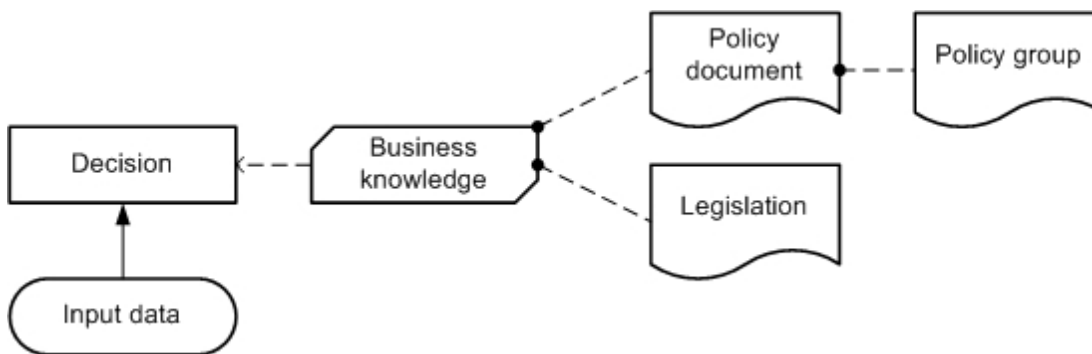 Policy
document
Policy group
Decision
Business
knowledge
Legislation
Input data